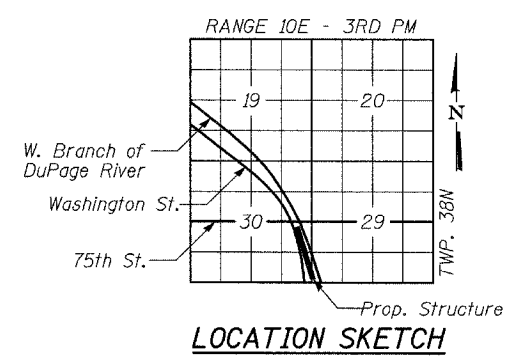 RANGE 10E - 3RD PM
19
20
N
W. Branch of
DuPage River
Washington St.
30
29
TWP. 38N
75th St.
Prop. Structure
LOCATION SKETCH